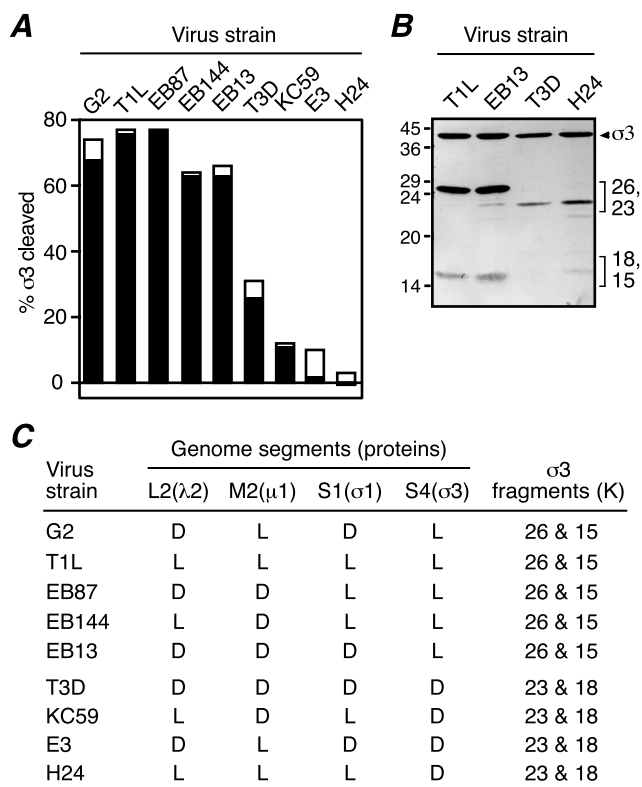 A
Virus strain
G2 T1L EB87 EB144 EB13 T3D KC59 E3 H24
80
60
40
20
0
% σ3 cleaved
B
Virus strain
T1L EB13 T3D H24
45
36
29
24
20
14
σ3
26,
23
18,
15
C
Genome segments (proteins)
Virus strain
L2(λ2) M2(μ1) S1(σ1) S4(σ3)
σ3 fragments (K)
G2 D L D L 26 & 15
T1L L L L L 26 & 15
EB87 D D L L 26 & 15
EB144 L D L L 26 & 15
EB13 D D D L 26 & 15
T3D D D D D 23 & 18
KC59 L D L D 23 & 18
E3 D L D D 23 & 18
H24 L L L D 23 & 18